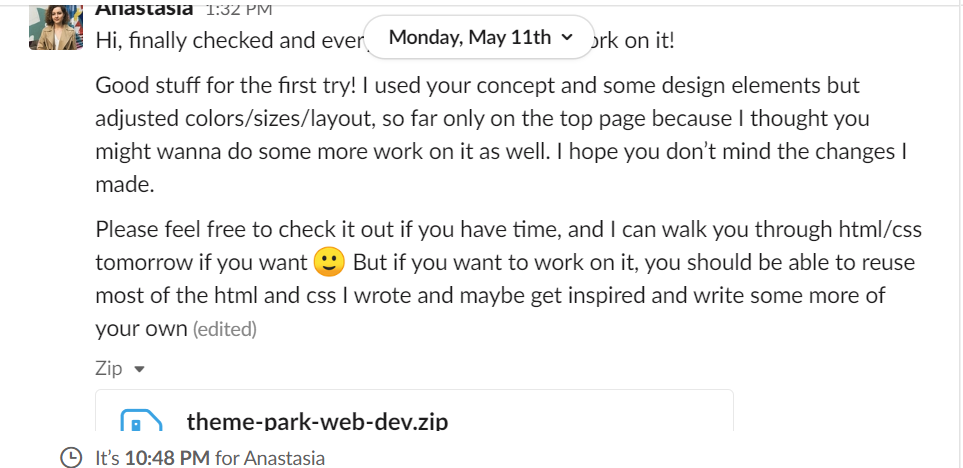 Anastasia 1:32 PM
Hi, finally checked and ever
Monday, May 11th
ork on it!
Good stuff for the first try! I used your concept and some design elements but
adjusted colors/sizes/layout, so far only on the top page because I thought you
might wanna do some more work on it as well. I hope you don’t mind the changes I
made.
Please feel free to check it out if you have time, and I can walk you through html/css
tomorrow if you want 🙂 But if you want to work on it, you should be able to reuse
most of the html and css I wrote and maybe get inspired and write some more of
your own (edited)
Zip
theme-park-web-dev.zip
It’s 10:48 PM for Anastasia